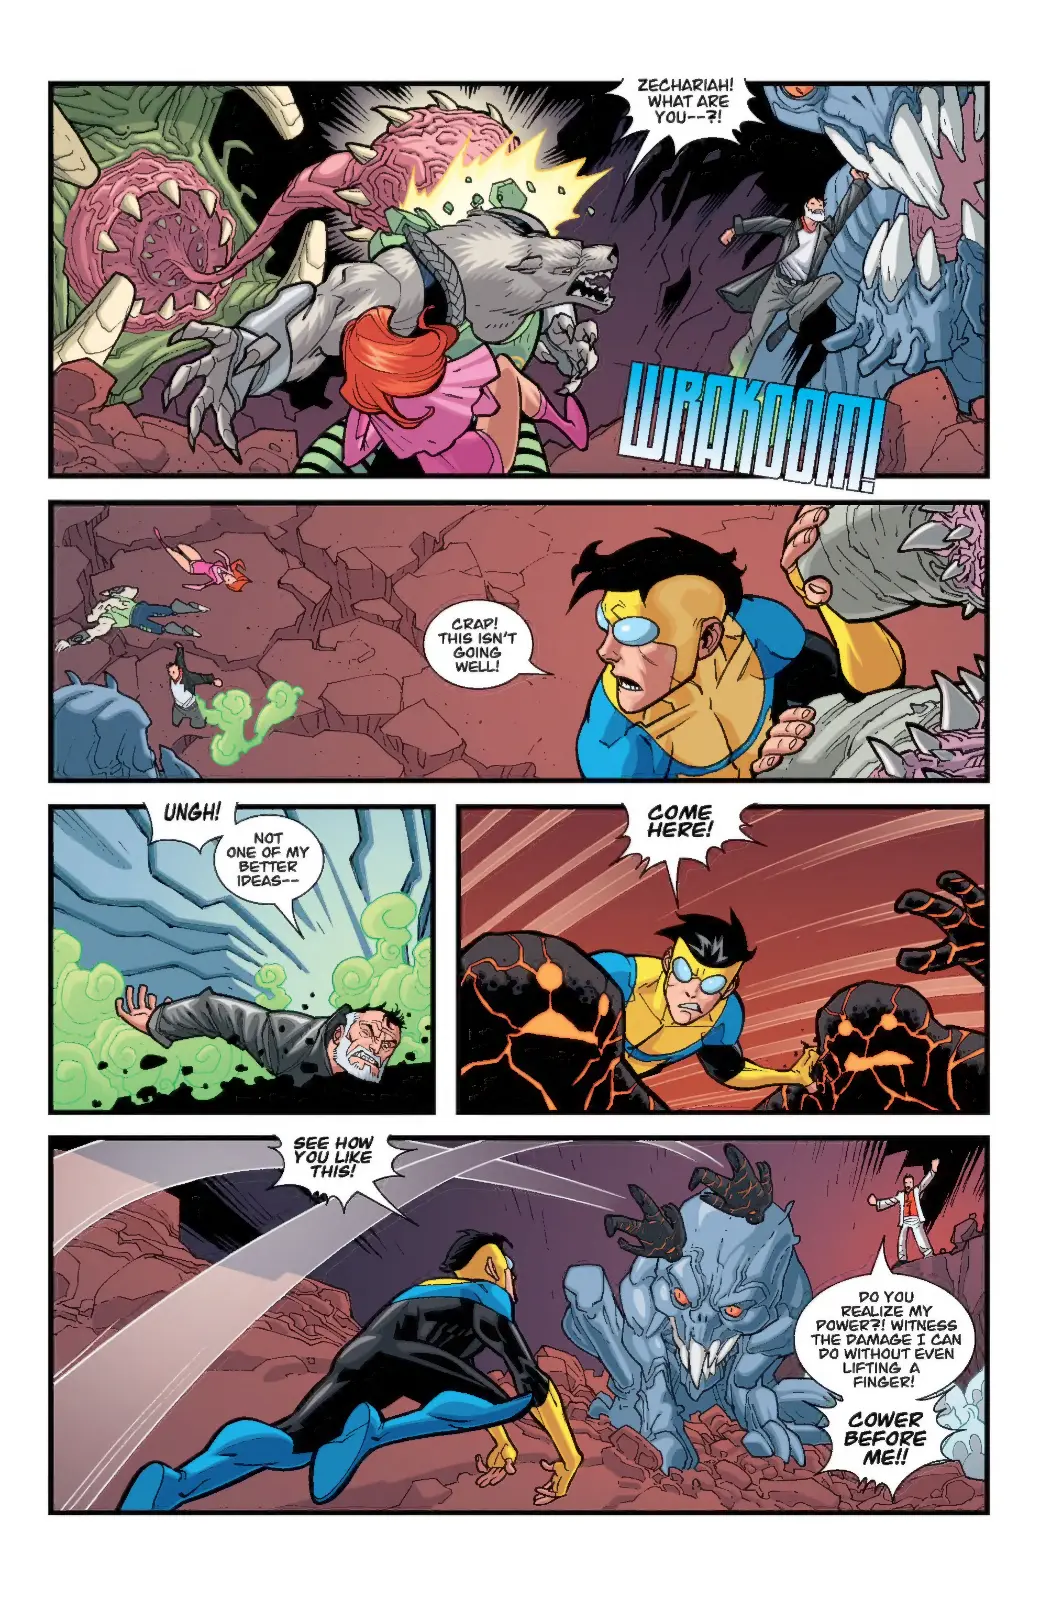 ZECHARIAH!
WHAT ARE
YOU--?!
WRAKOOM!
CRAP!
THIS ISN'T
GOING
WELL!
UNGH!
NOT
ONE OF MY
BETTER
IDEAS--
COME
HERE!
SEE HOW
YOU LIKE
THIS!
DO YOU
REALIZE MY
POWER?! WITNESS
THE DAMAGE I CAN
DO WITHOUT EVEN
LIFTING A
FINGER!
COWER
BEFORE
ME!!